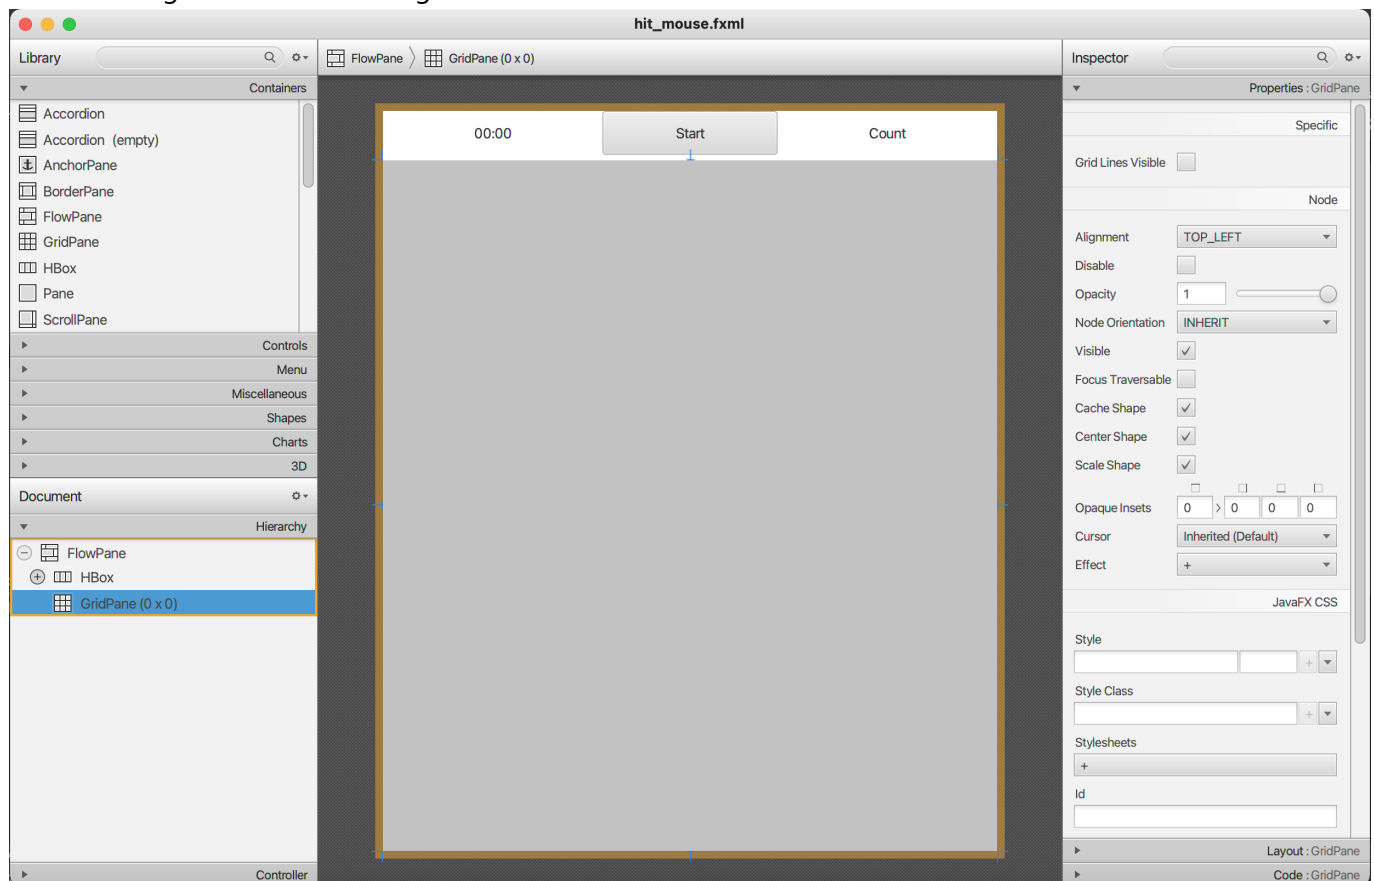 hit_mouse.fxml
Library
FlowPane
GridPane (0 x 0)
Inspector
Containers
Accordion
Accordion (empty)
AnchorPane
BorderPane
FlowPane
GridPane
HBox
Pane
ScrollPane
Controls
Menu
Miscellaneous
Shapes
Charts
3D
Document
Hierarchy
FlowPane
HBox
GridPane (0 x 0)
Controller
00:00
Start
Count
Properties : GridPane
Specific
Grid Lines Visible
Node
Alignment TOP_LEFT
Disable
Opacity 1
Node Orientation INHERIT
Visible
Focus Traversable
Cache Shape
Center Shape
Scale Shape
Opaque Insets 0 0 0 0
Cursor Inherited (Default)
Effect +
JavaFX CSS
Style
+
Style Class
+
Stylesheets
+
Id
Layout : GridPane
Code : GridPane